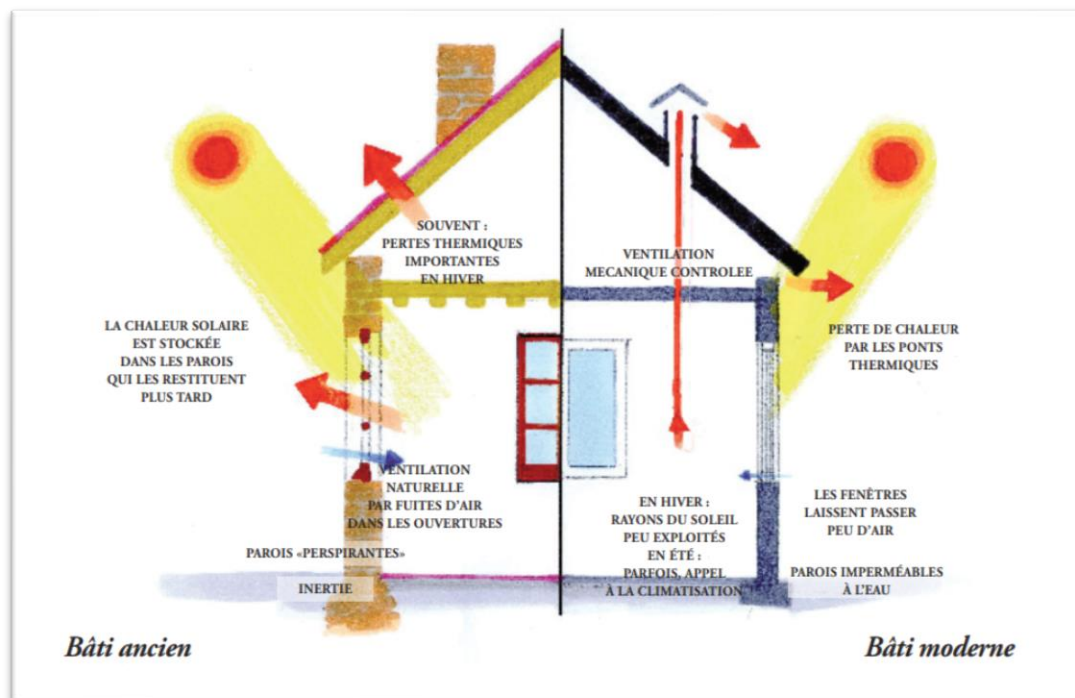 SOUVENT :
PERTES THERMIQUES
IMPORTANTES
EN HIVER
VENTILATION
MECANIQUE CONTROLEE
LA CHALEUR SOLAIRE
EST STOCKÉE
DANS LES PAROIS
QUI LES RESTITUENT
PLUS TARD
PERTE DE CHALEUR
PAR LES PONTS
THERMIQUES
VENTILATION
NATURELLE
PAR FUITES D'AIR
DANS LES OUVERTURES
EN HIVER :
RAYONS DU SOLEIL
PEU EXPLOITÉS
EN ÉTÉ :
PARFOIS, APPEL
À LA CLIMATISATION
LES FENÊTRES
LAISSENT PASSER
PEU D'AIR
PAROIS «PERSPIRANTES»
INERTIE
PAROIS IMPERMÉABLES
À L'EAU
Bâti ancien
Bâti moderne